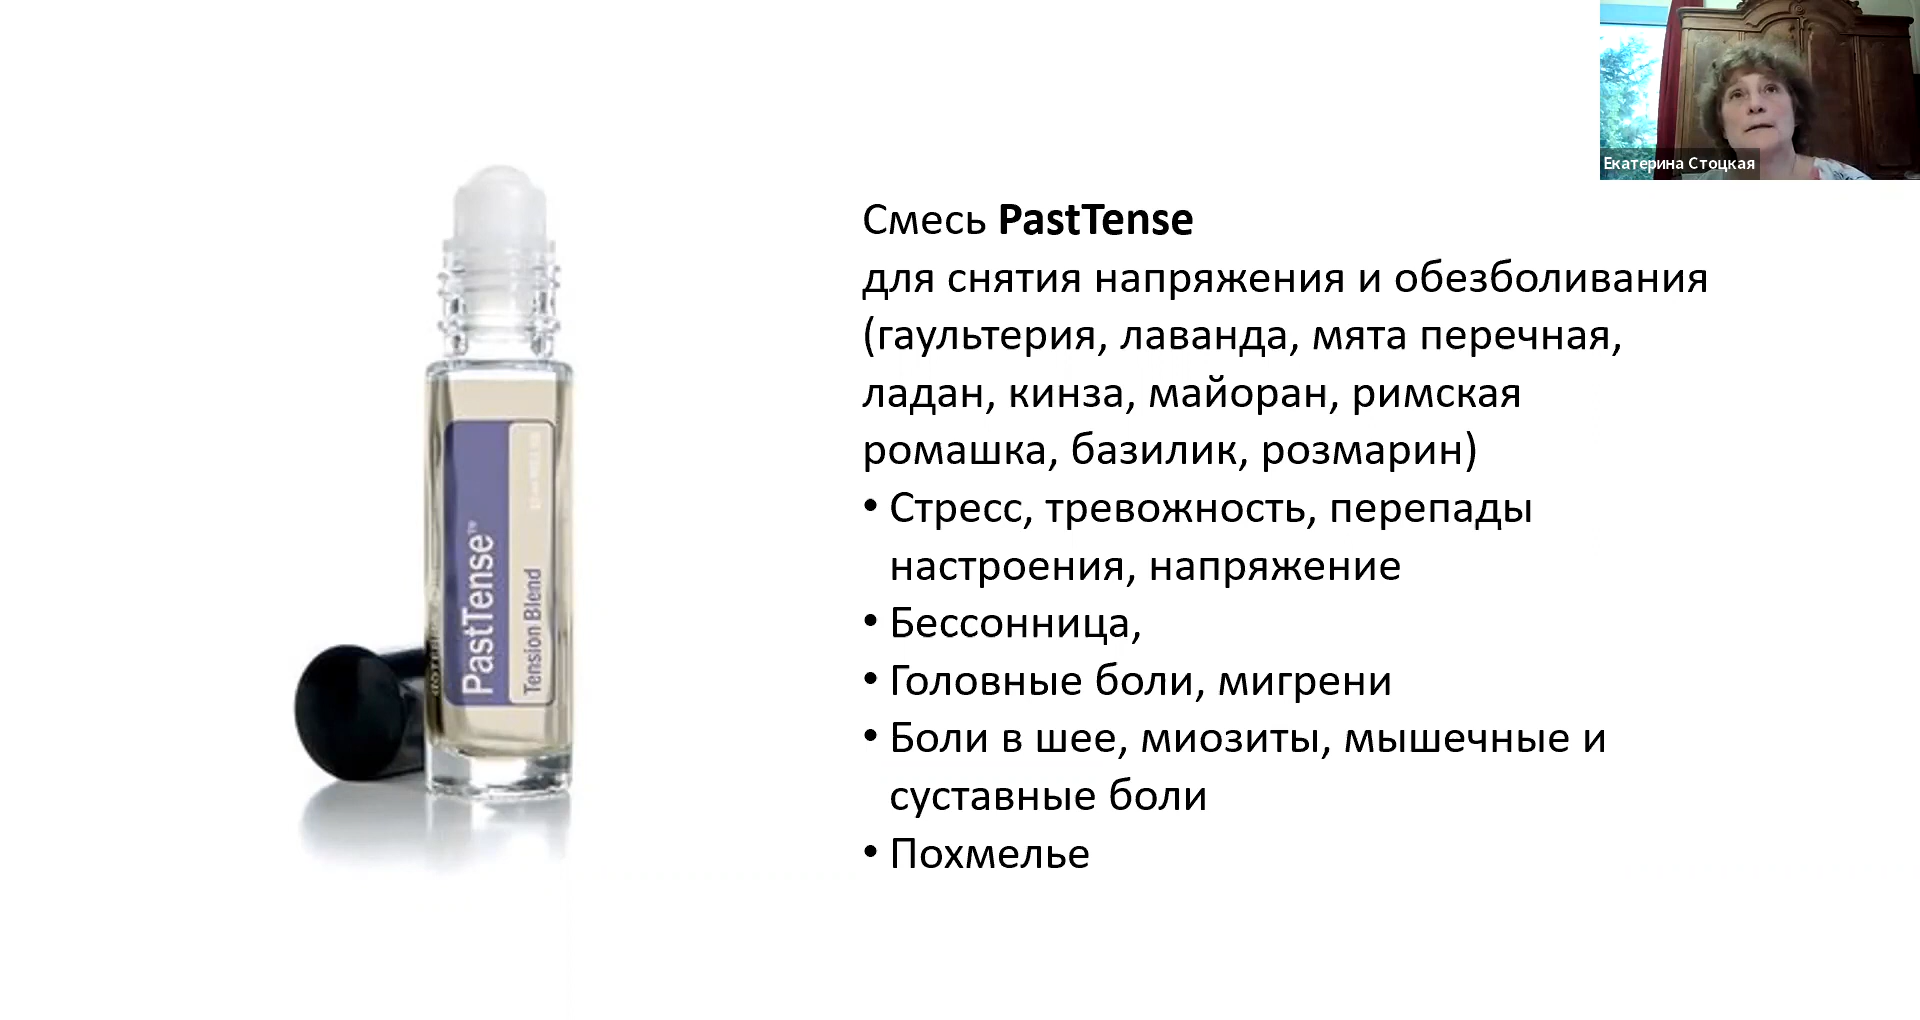 Екатерина Стоцкая
Смесь PastTense
для снятия напряжения и обезболивания
(гаультерия, лаванда, мята перечная,
ладан, кинза, майоран, римская
ромашка, базилик, розмарин)
• Стресс, тревожность, перепады
настроения, напряжение
• Бессонница,
• Головные боли, мигрени
• Боли в шее, миозиты, мышечные и
суставные боли
• Похмелье
PastTense™
Tension Blend